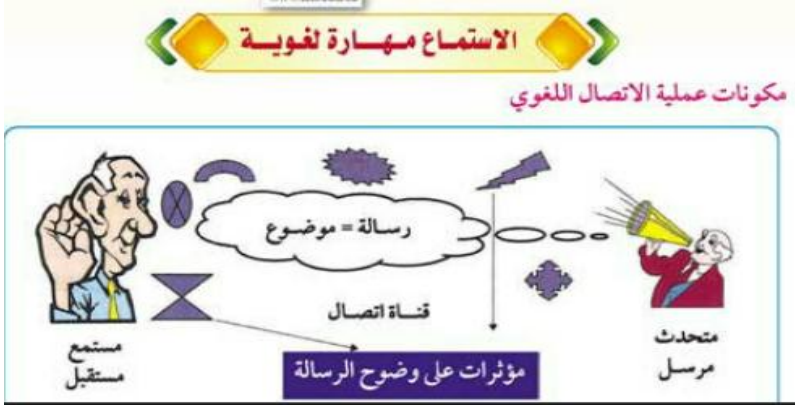 الاستماع مهارة لغوية
مكونات عملية الاتصال اللغوي
رسالة = موضوع
قناة اتصال
متحدث
مرسل
مستمع
مستقبل
مؤثرات على وضوح الرسالة